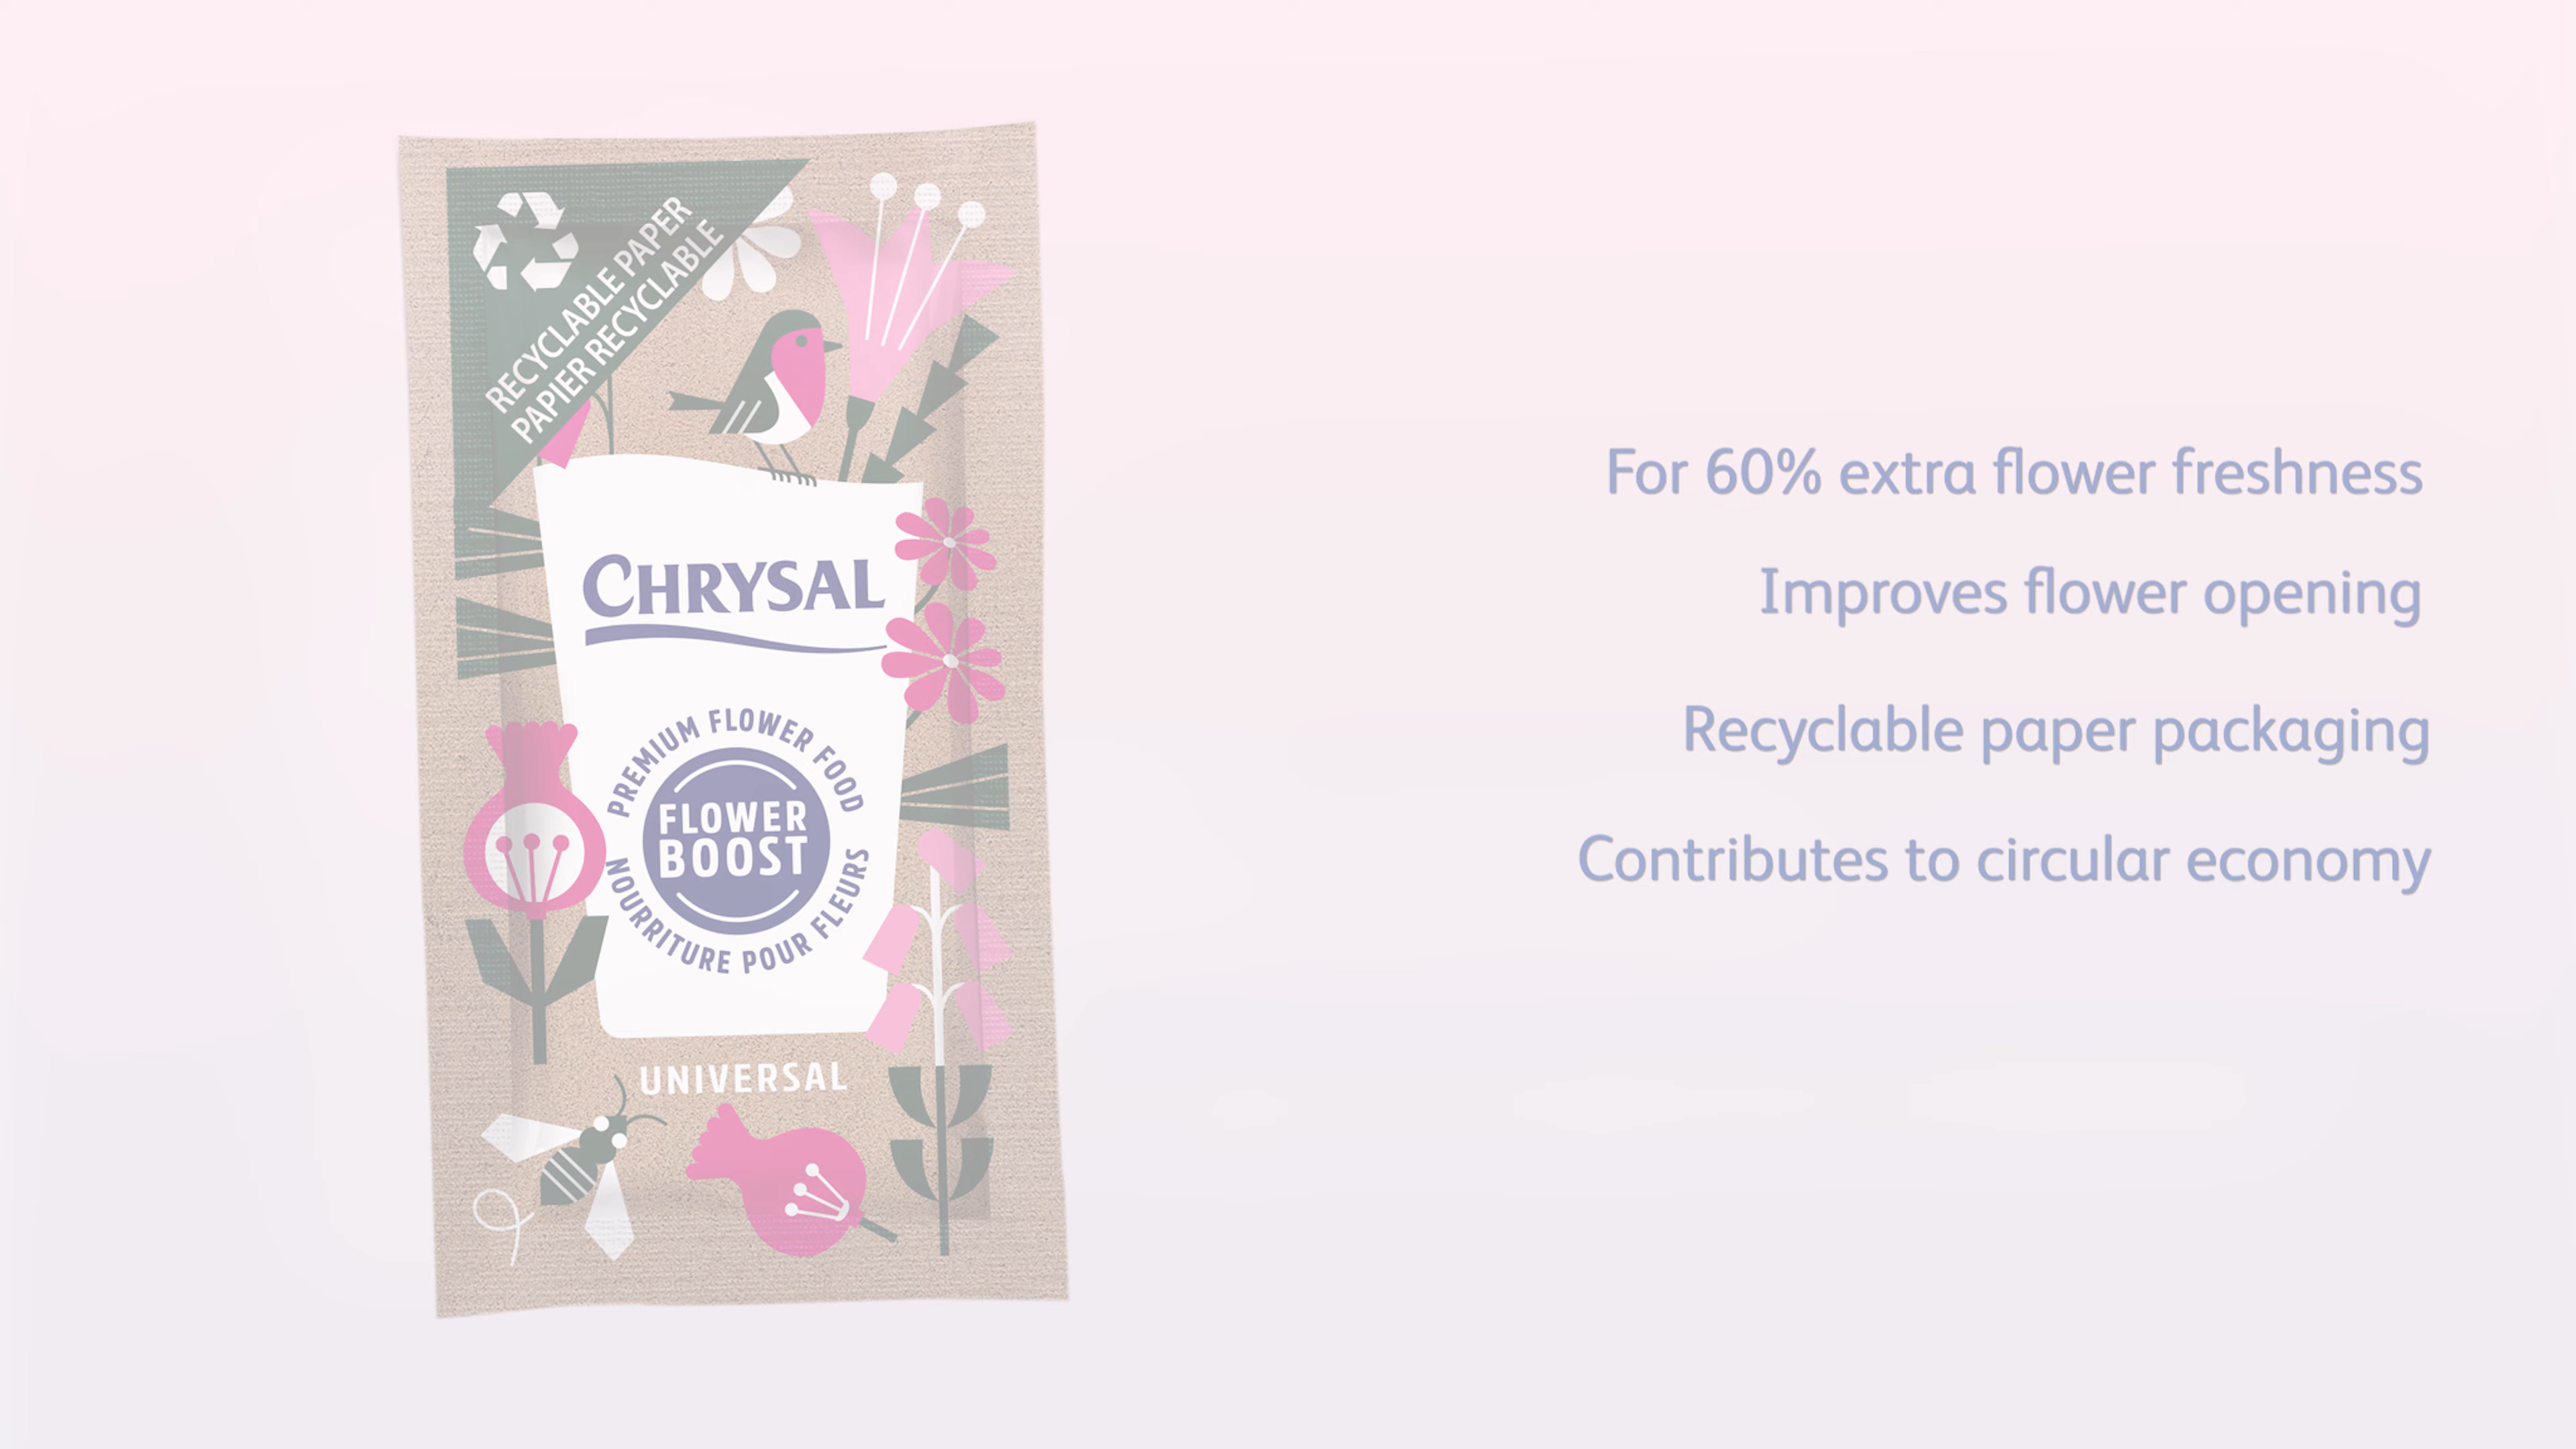 RECYCLABLE PAPER
PAPIER RECYCLABLE
CHRYSAL
PREMIUM FLOWER FOOD
FLOWER
BOOST
NOURRITURE POUR FLEURS
UNIVERSAL
For 60% extra flower freshness
Improves flower opening
Recyclable paper packaging
Contributes to circular economy